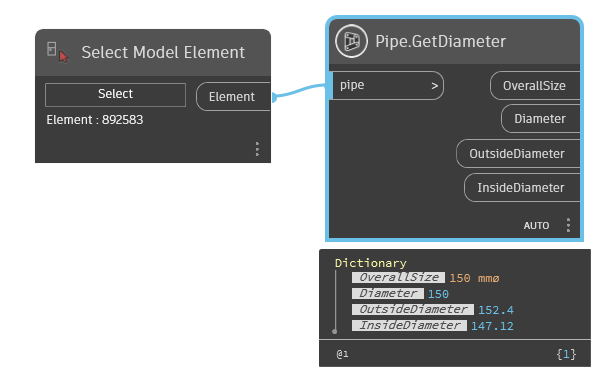 Select Model Element
Select
Element
Element : 892583
Pipe.GetDiameter
pipe >
OverallSize
Diameter
OutsideDiameter
InsideDiameter
AUTO
Dictionary
OverallSize 150 mmø
Diameter 150
OutsideDiameter 152.4
InsideDiameter 147.12
@1 {1}